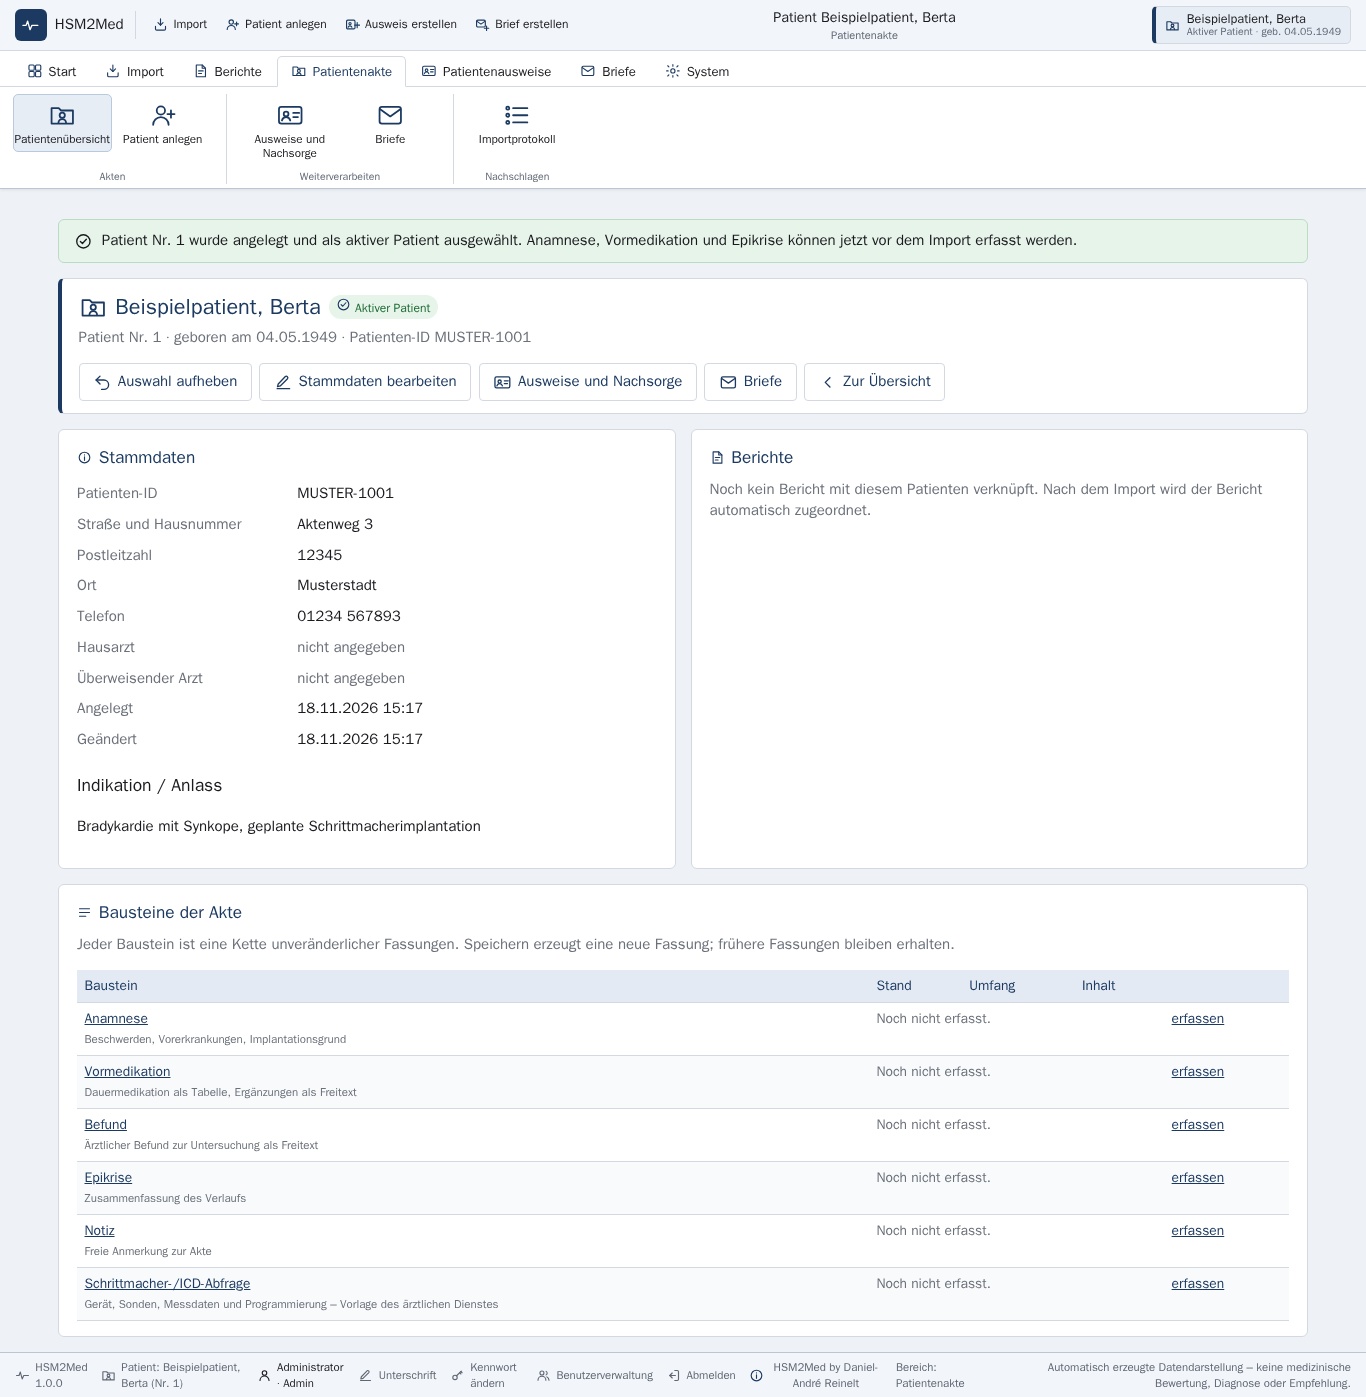 HSM2Med
Import
Patient anlegen
Ausweis erstellen
Brief erstellen
Patient Beispielpatient, Berta
Patientenakte
Beispielpatient, Berta
Aktiver Patient · geb. 04.05.1949
Start
Import
Berichte
Patientenakte
Patientenausweise
Briefe
System
Patientenübersicht
Patient anlegen
Akten
Ausweise und
Nachsorge
Briefe
Weiterverarbeiten
Importprotokoll
Nachschlagen
Patient Nr. 1 wurde angelegt und als aktiver Patient ausgewählt. Anamnese, Vormedikation und Epikrise können jetzt vor dem Import erfasst werden.
Beispielpatient, Berta
Aktiver Patient
Patient Nr. 1 · geboren am 04.05.1949 · Patienten-ID MUSTER-1001
Auswahl aufheben
Stammdaten bearbeiten
Ausweise und Nachsorge
Briefe
Zur Übersicht
Stammdaten
Patienten-ID MUSTER-1001
Straße und Hausnummer Aktenweg 3
Postleitzahl 12345
Ort Musterstadt
Telefon 01234 567893
Hausarzt nicht angegeben
Überweisender Arzt nicht angegeben
Angelegt 18.11.2026 15:17
Geändert 18.11.2026 15:17
Indikation / Anlass
Bradykardie mit Synkope, geplante Schrittmacherimplantation
Berichte
Noch kein Bericht mit diesem Patienten verknüpft. Nach dem Import wird der Bericht
automatisch zugeordnet.
Bausteine der Akte
Jeder Baustein ist eine Kette unveränderlicher Fassungen. Speichern erzeugt eine neue Fassung; frühere Fassungen bleiben erhalten.
Baustein Stand Umfang Inhalt
Anamnese Noch nicht erfasst. erfassen
Beschwerden, Vorerkrankungen, Implantationsgrund
Vormedikation Noch nicht erfasst. erfassen
Dauermedikation als Tabelle, Ergänzungen als Freitext
Befund Noch nicht erfasst. erfassen
Ärztlicher Befund zur Untersuchung als Freitext
Epikrise Noch nicht erfasst. erfassen
Zusammenfassung des Verlaufs
Notiz Noch nicht erfasst. erfassen
Freie Anmerkung zur Akte
Schrittmacher-/ICD-Abfrage Noch nicht erfasst. erfassen
Gerät, Sonden, Messdaten und Programmierung – Vorlage des ärztlichen Dienstes
HSM2Med
1.0.0
Patient: Beispielpatient,
Berta (Nr. 1)
Administrator
· Admin
Unterschrift
Kennwort
ändern
Benutzerverwaltung
Abmelden
HSM2Med by Daniel-
André Reinelt
Bereich:
Patientenakte
Automatisch erzeugte Datendarstellung – keine medizinische
Bewertung, Diagnose oder Empfehlung.